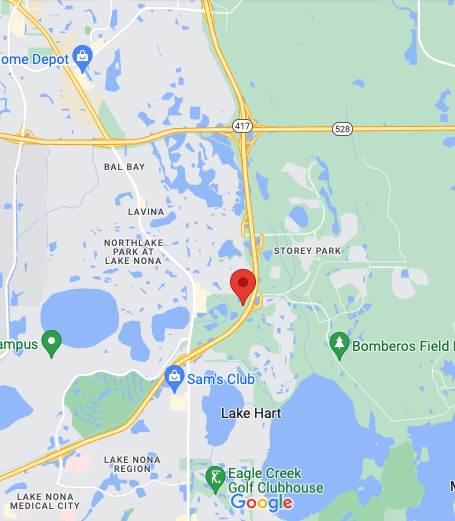 ome Depot
417
528
BAL BAY
LAVINA
NORTHLAKE
PARK AT
LAKE NONA
STOREY PARK
ampus
Bomberos Field
Sam's Club
Lake Hart
LAKE NONA
REGION
Eagle Creek
Golf Clubhouse
LAKE NONA
MEDICAL CITY
Google
N